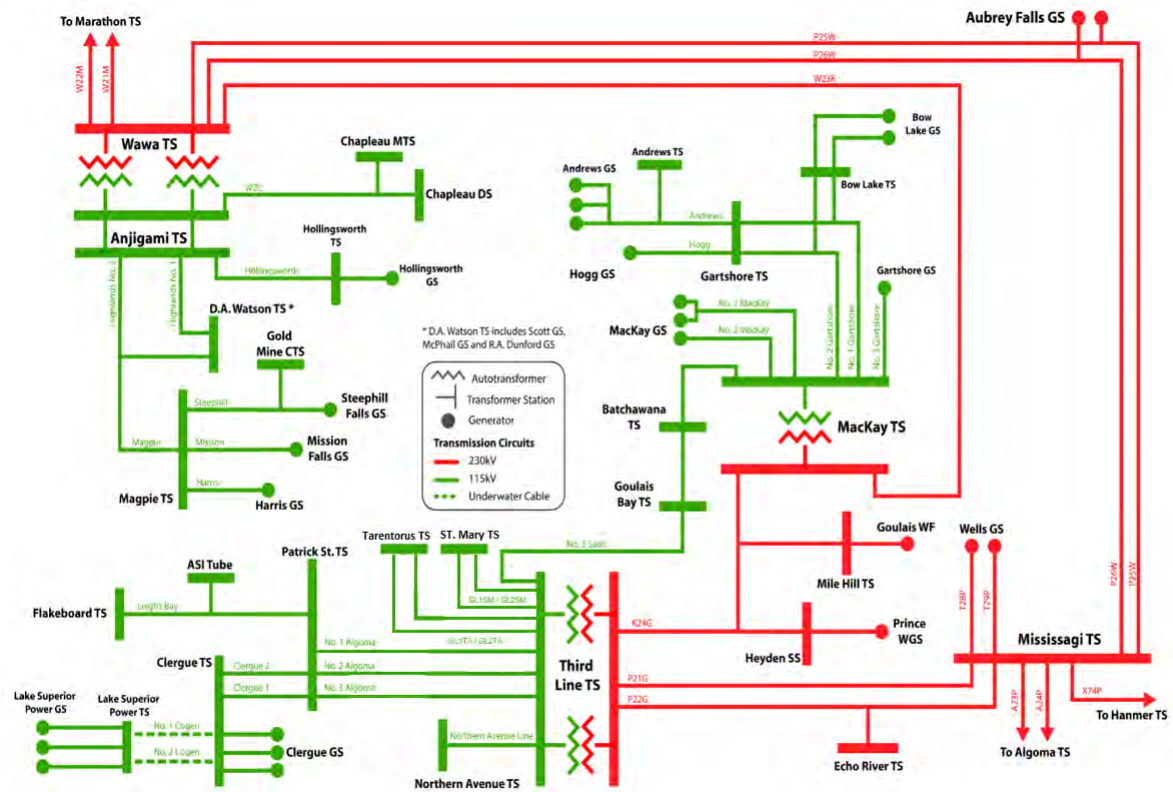 To Marathon TS
Aubrey Falls GS
P25W
P26W
W23K
W22M
W21M
Wawa TS
Chapleau MTS
W2C
Chapleau DS
Anjigami TS
Hollingsworth
TS
Hollingsworth
Hollingsworth
GS
Highlands No. 2
Highlands No. 1
D.A. Watson TS *
Gold
Mine CTS
Steephill
Steephill
Falls GS
Magpie
Mission
Mission
Falls GS
Harris
Harris GS
Magpie TS
Andrews TS
Andrews GS
Andrews
Hogg
Hogg GS
Gartshore TS
Bow
Lake GS
Bow Lake TS
Gartshore GS
No. 1 MacKay
MacKay GS
No. 2 MacKay
No. 2 Gartshore
No. 1 Gartshore
No. 3 Gartshore
* D.A. Watson TS includes Scott GS,
McPhail GS and R.A. Dunford GS
Autotransformer
Transformer Station
Generator
Transmission Circuits
230kV
115kV
Underwater Cable
Batchawana
TS
MacKay TS
Goulais
Bay TS
No. 3 Sault
Goulais WF
Mile Hill TS
Wells GS
T28P
T29P
P26W
P25W
Tarentorus TS
ST. Mary TS
GL1SM / GL2SM
GL1TA / GL2TA
Patrick St. TS
ASI Tube
Flakeboard TS
Leigh's Bay
No. 1 Algoma
No. 2 Algoma
No. 3 Algoma
Clergue TS
Clergue 2
Clergue 1
Lake Superior
Power GS
Lake Superior
Power TS
No. 1 Cogen
No. 2 Cogen
Clergue GS
Northern Avenue Line
Northern Avenue TS
Third
Line TS
K24G
Heyden SS
Prince
WGS
P21G
P22G
Echo River TS
Mississagi TS
A23P
A24P
X74P
To Hanmer TS
To Algoma TS